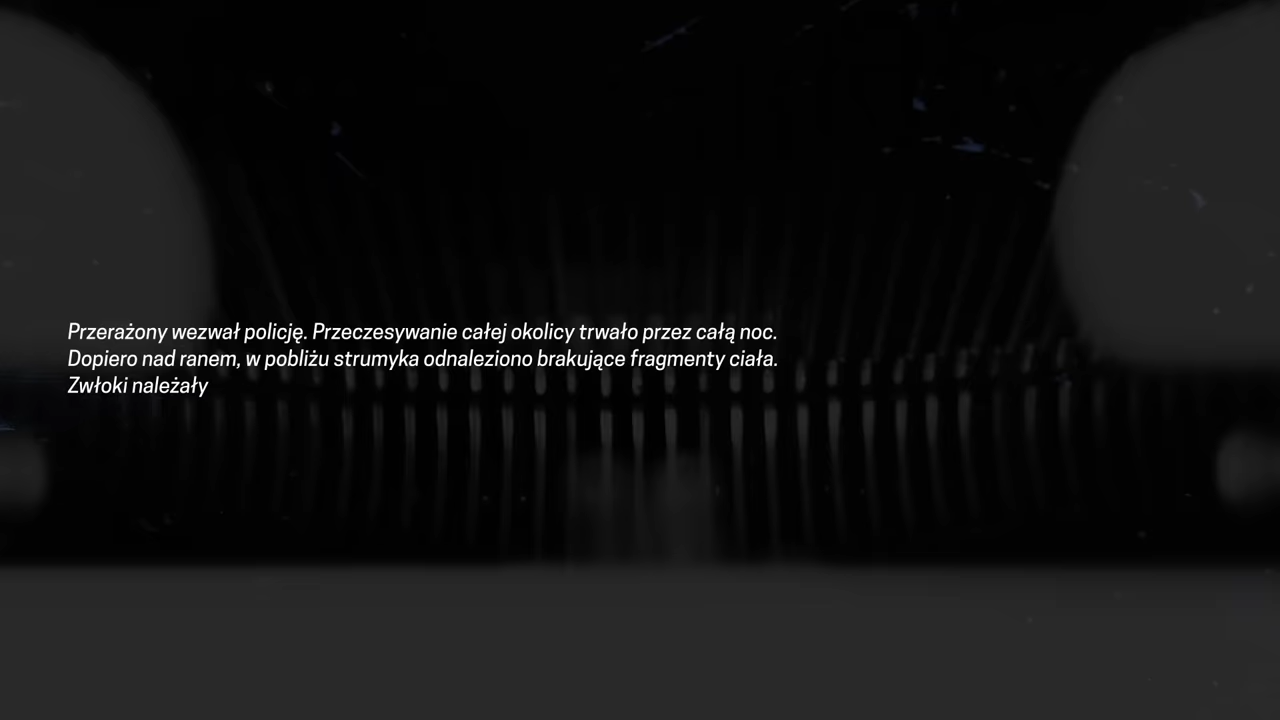 Przerażony wezwał policję. Przeczesywanie całej okolicy trwało przez całą noc.
Dopiero nad ranem, w pobliżu strumyka odnaleziono brakujące fragmenty ciała.
Zwłoki należały